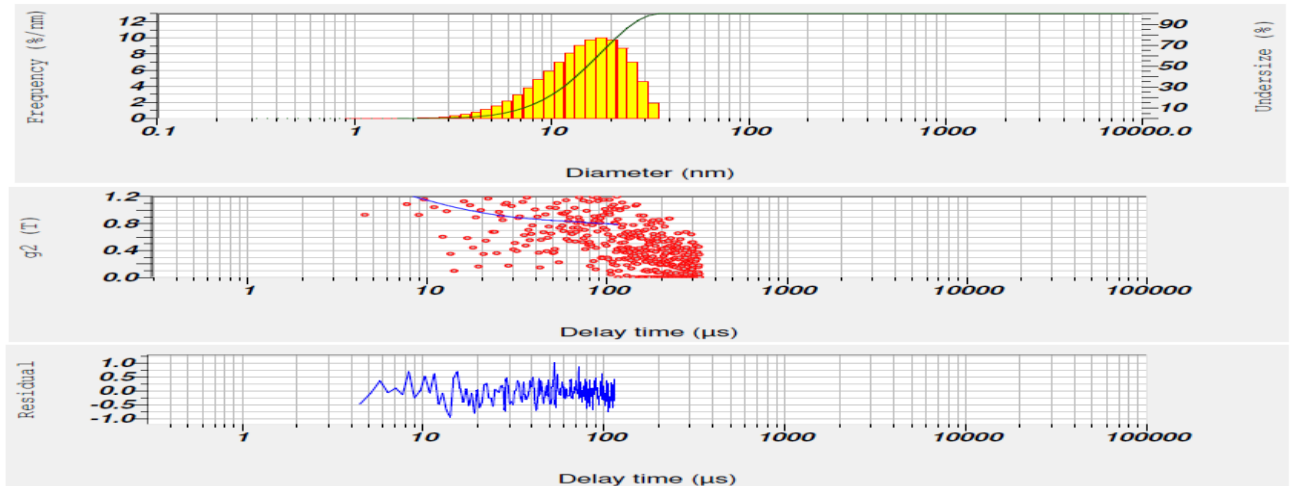 Frequency (%/nm)
12
10
8
6
4
2
0
90
70
50
30
10
Undersize (%)
0.1 1 10 100 1000 10000.0
Diameter (nm)
g2 (T)
1.2
0.8
0.4
0.0
1 10 100 1000 10000 100000
Delay time (µs)
Residual
1.0
0.5
0.0
-0.5
-1.0
1 10 100 1000 10000 100000
Delay time (µs)